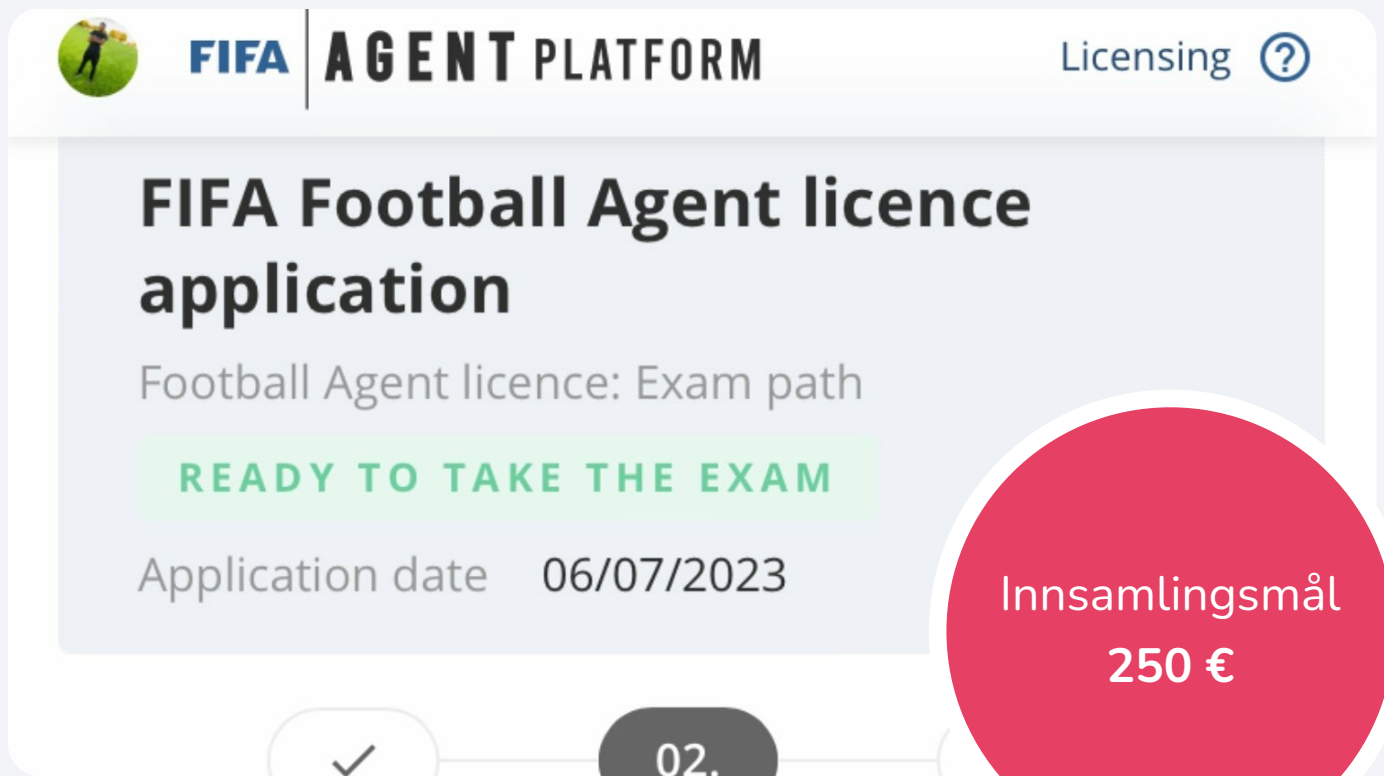 FIFA AGENT PLATFORM Licensing ?
FIFA Football Agent licence
application
Football Agent licence: Exam path
READY TO TAKE THE EXAM
Application date 06/07/2023
Innsamlingsmål
250 €
02.